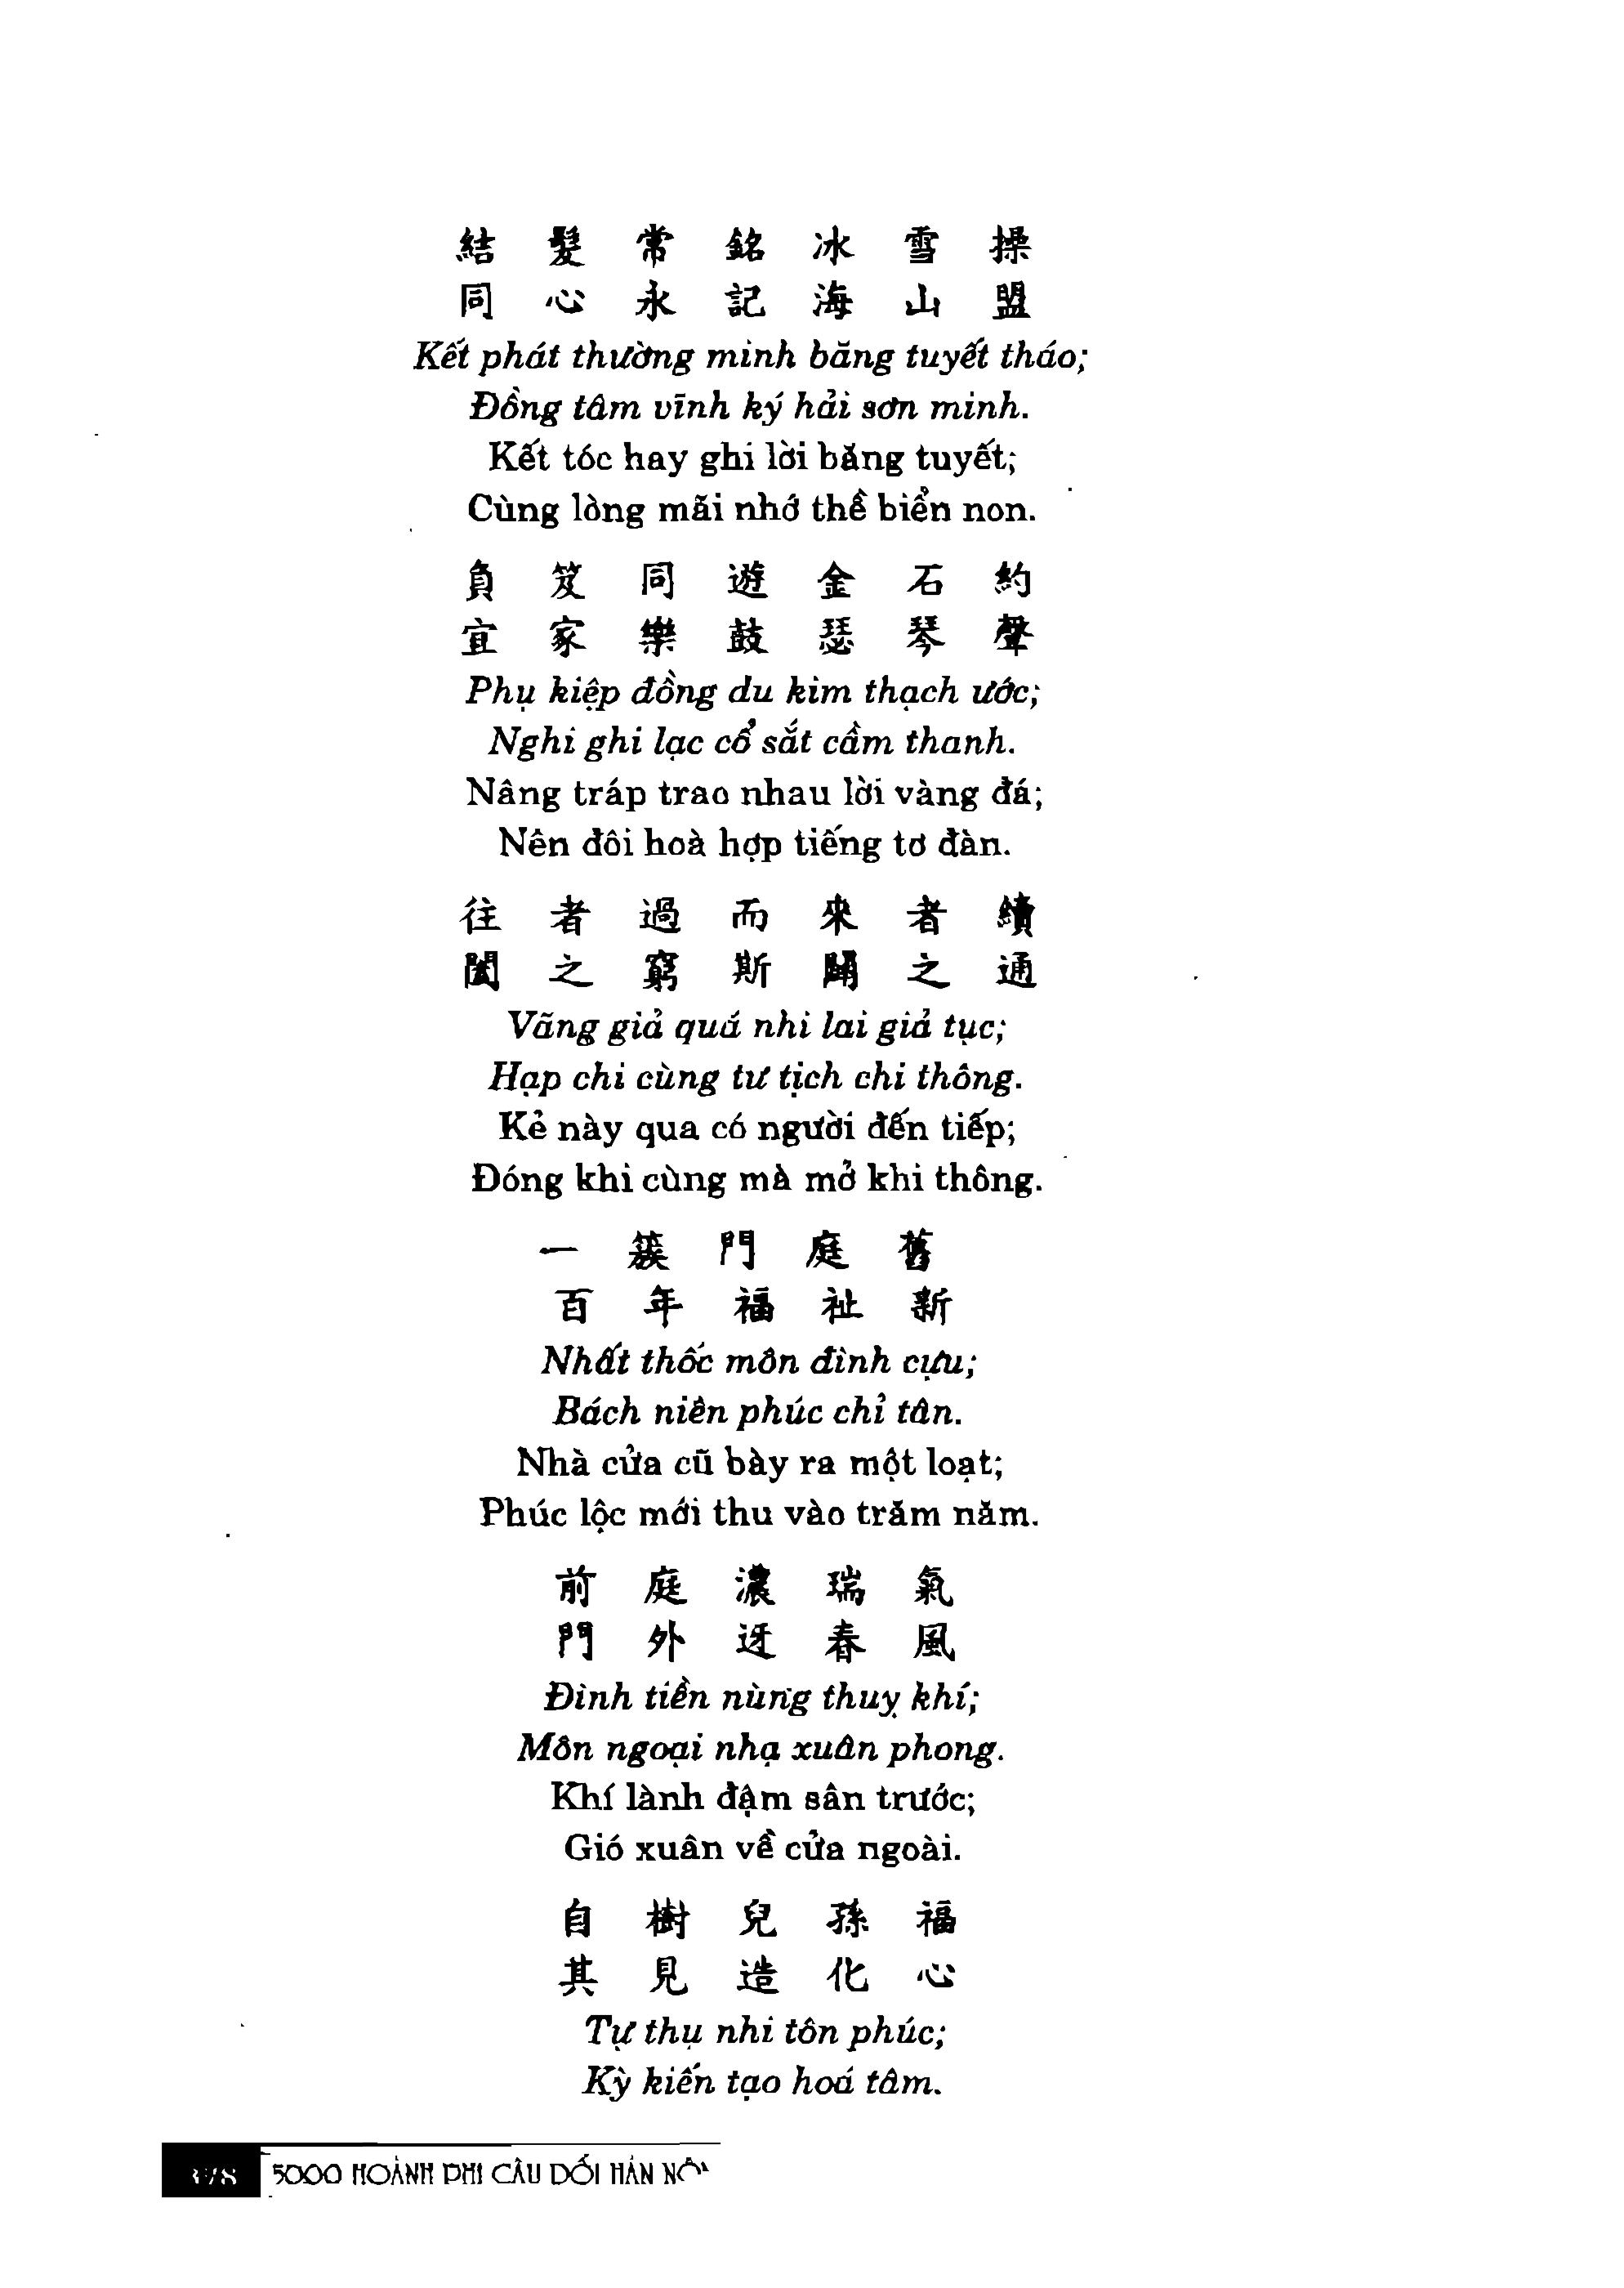 結髮常銘冰雪操
同心永記海山盟
Kết phát thường minh băng tuyết tháo;
Đồng tâm vĩnh ký hải sơn minh.
Kết tóc hay ghi lời băng tuyết;
Cùng lòng mãi nhớ thề biển non.
負笈同遊金石約
宜家樂鼓瑟琴聲
Phụ kiệp đồng du kim thạch ước;
Nghi ghi lạc cổ sắt cầm thanh.
Nâng tráp trao nhau lời vàng đá;
Nên đôi hoà hợp tiếng tơ đàn.
往者過而來者續
闔之窮斯闢之通
Vãng giả quá nhi lai giả tục;
Hạp chi cùng tư tịch chi thông.
Kẻ này qua có người đến tiếp;
Đóng khi cùng mà mở khi thông.
一簇門庭舊
百年福祉新
Nhất thốc môn đình cựu;
Bách niên phúc chỉ tân.
Nhà cửa cũ bày ra một loạt;
Phúc lộc mới thu vào trăm năm.
前庭濃瑞氣
門外迓春風
Đình tiền nùng thuỵ khí;
Môn ngoại nhạ xuân phong.
Khí lành đậm sân trước;
Gió xuân về cửa ngoài.
自樹兒孫福
其見造化心
Tự thụ nhi tôn phúc;
Kỳ kiến tạo hoá tâm.
5000 HOÀNH PHI CÂU ĐỐI HÁN